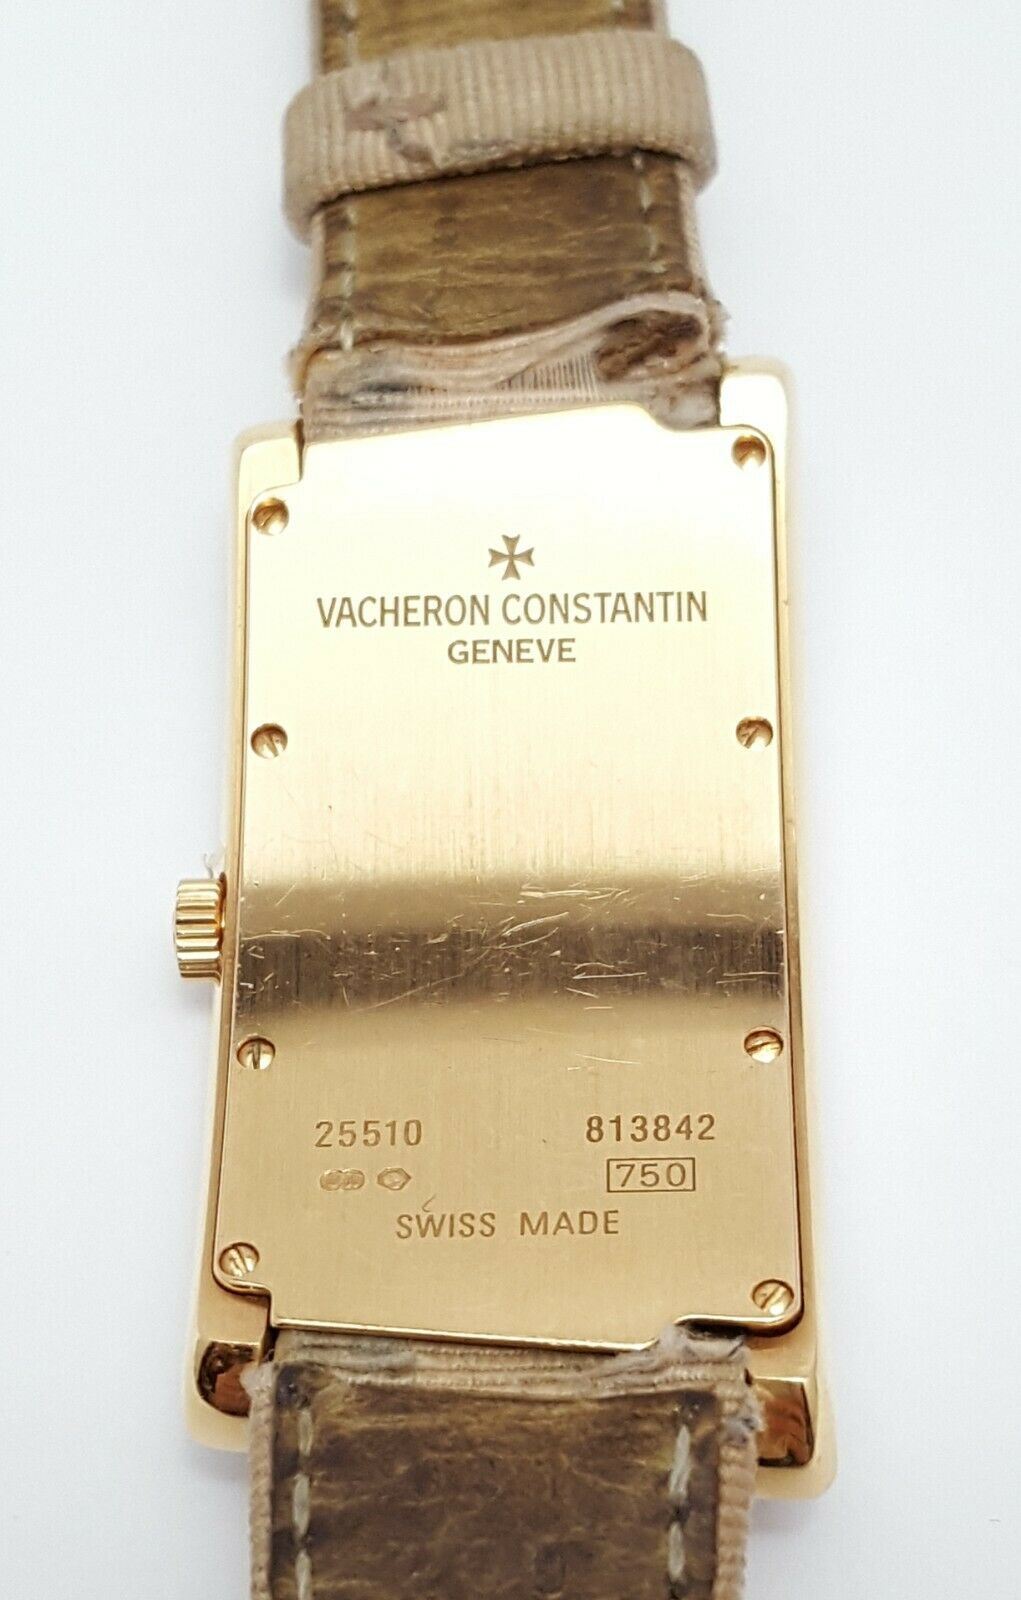 VACHERON CONSTANTIN
GENEVE
25510 813842
750
SWISS MADE